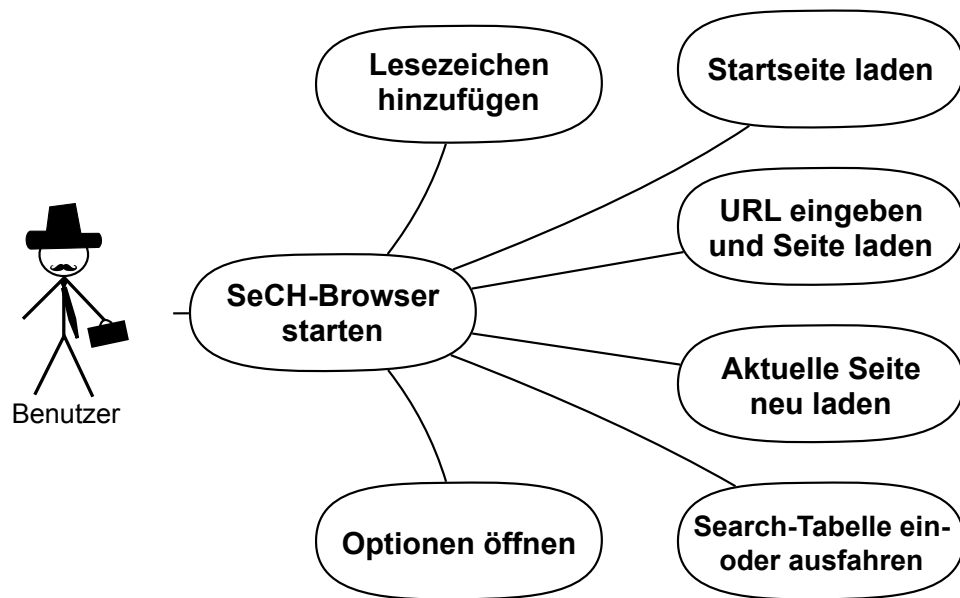 Lesezeichen
hinzufügen
Startseite laden
URL eingeben
und Seite laden
SeCH-Browser
starten
Aktuelle Seite
neu laden
Benutzer
Optionen öffnen
Search-Tabelle ein-
oder ausfahren